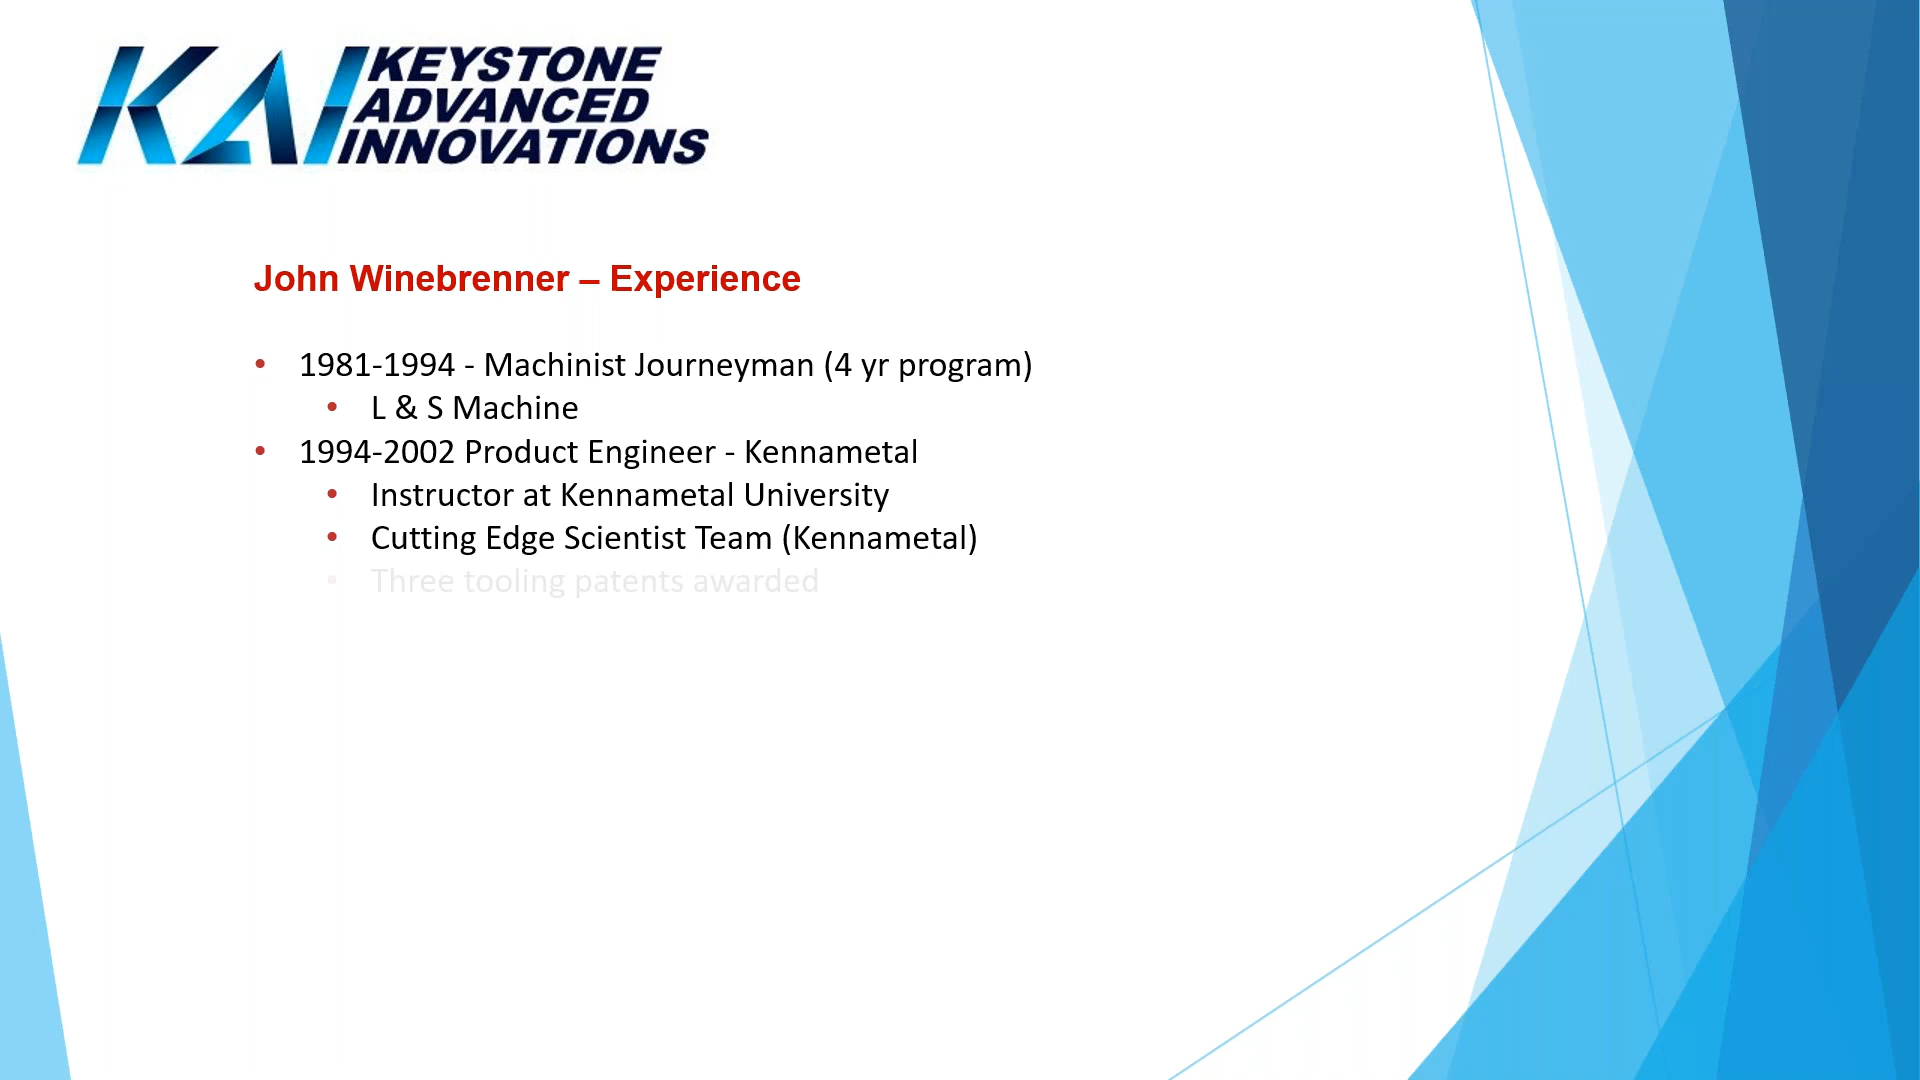 KAI KEYSTONE
ADVANCED
INNOVATIONS
John Winebrenner – Experience
• 1981-1994 - Machinist Journeyman (4 yr program)
• L & S Machine
• 1994-2002 Product Engineer - Kennametal
• Instructor at Kennametal University
• Cutting Edge Scientist Team (Kennametal)
• Three tooling patents awarded